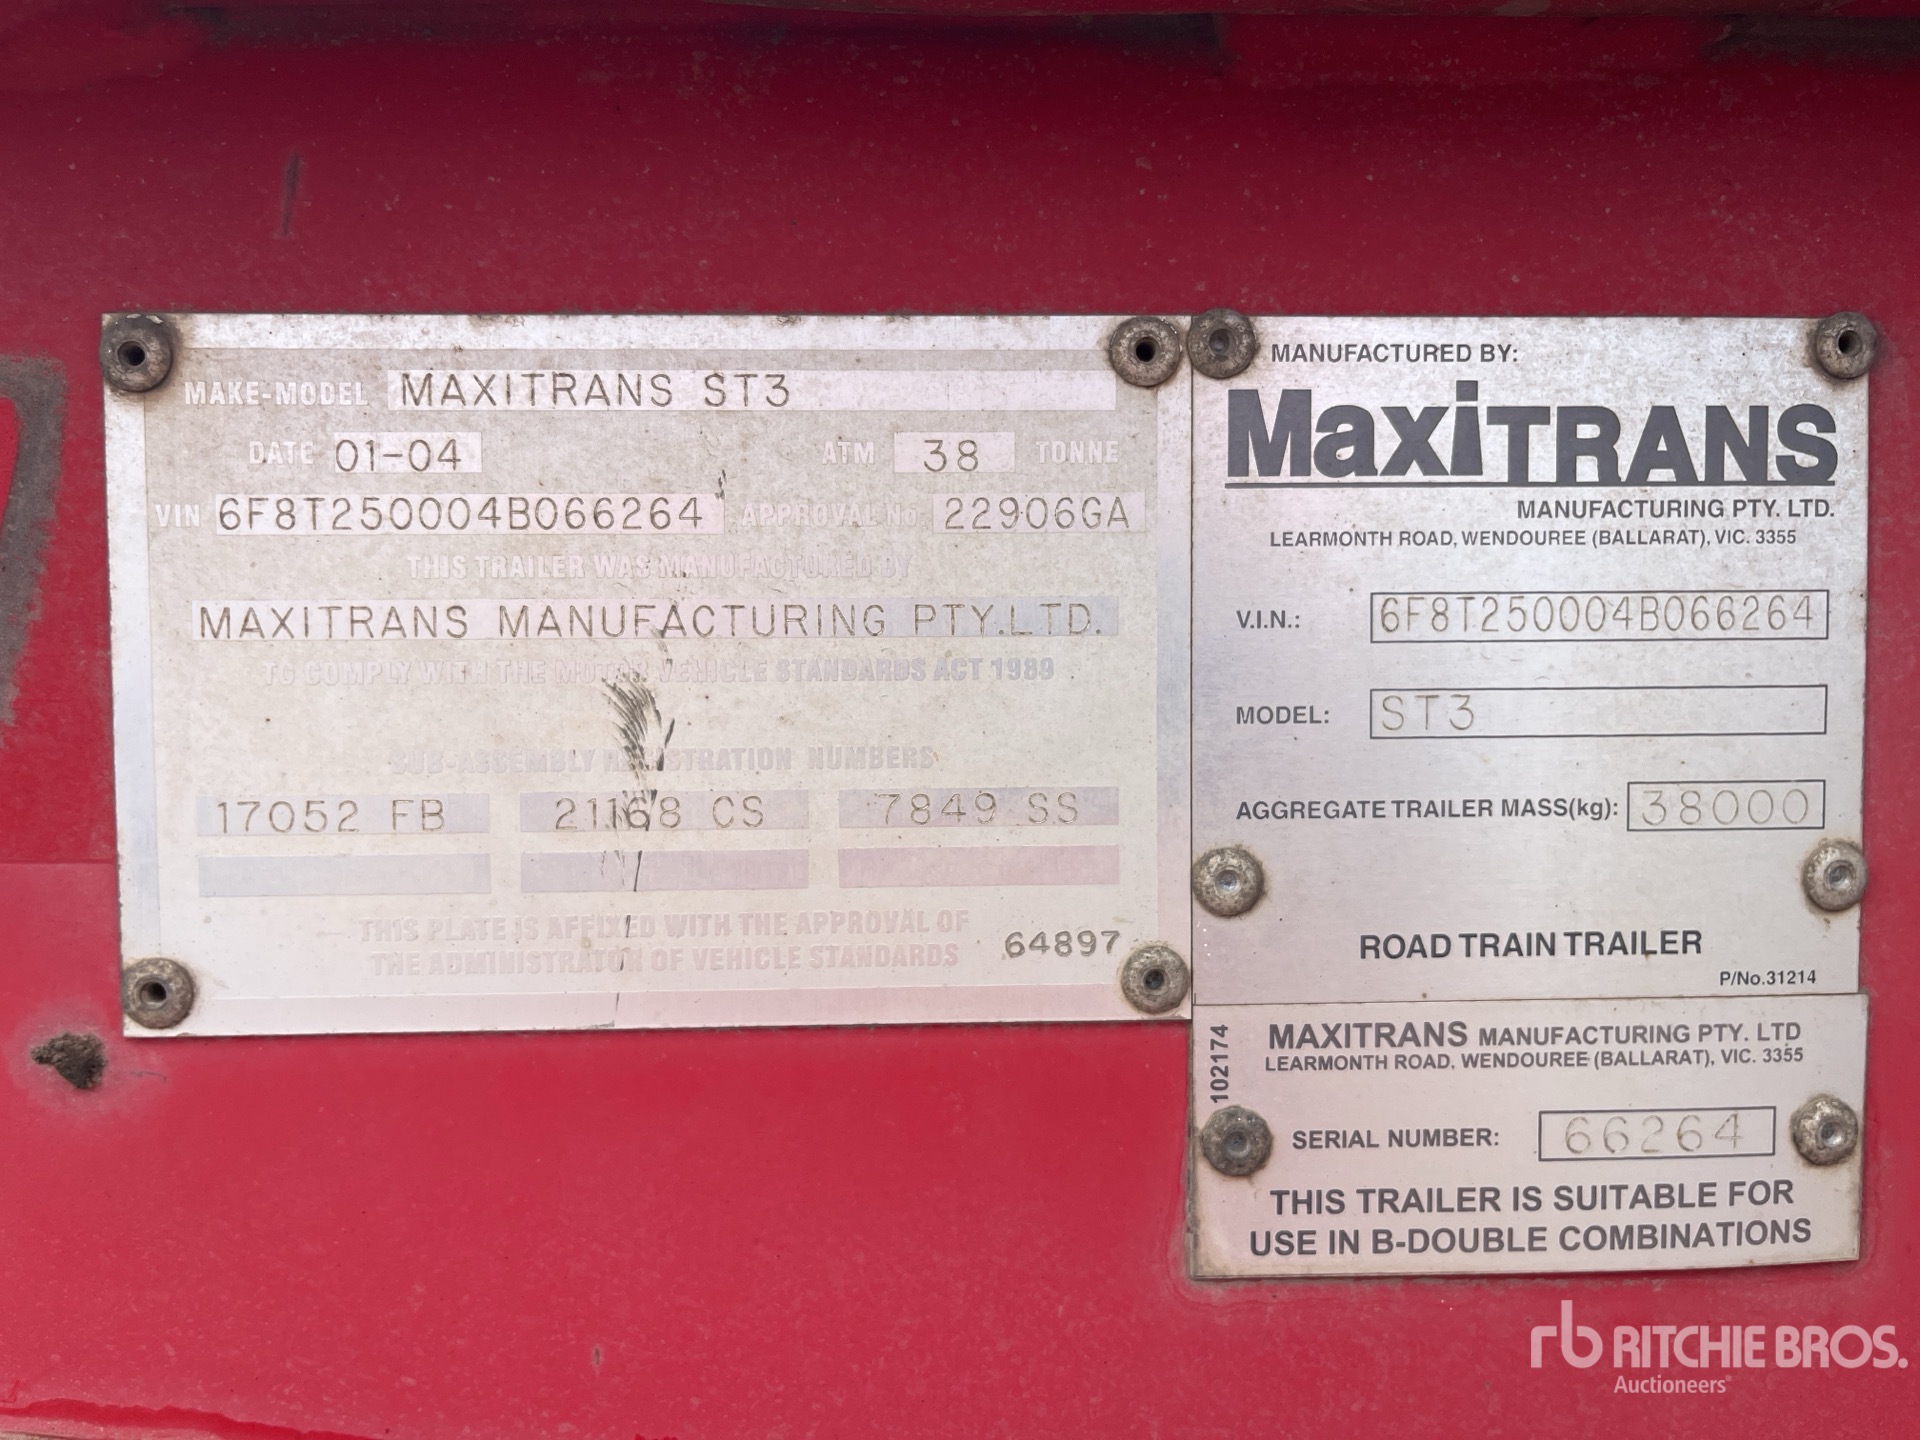 MAKE-MODEL MAXITRANS ST3
DATE 01-04 ATM 38 TONNE
VIN 6F8T250004B066264 APPROVAL No. 22906GA
THIS TRAILER WAS MANUFACTURED BY
MAXITRANS MANUFACTURING PTY.LTD.
TO COMPLY WITH THE MOTOR VEHICLE STANDARDS ACT 1989
SUB-ASSEMBLY REGISTRATION NUMBERS
17052 FB 21168 CS 7849 SS
THIS PLATE IS AFFIXED WITH THE APPROVAL OF
THE ADMINISTRATOR OF VEHICLE STANDARDS
64897
MANUFACTURED BY:
MaxiTRANS
MANUFACTURING PTY. LTD.
LEARMONTH ROAD, WENDOUREE (BALLARAT), VIC. 3355
V.I.N.: 6F8T250004B066264
MODEL: ST3
AGGREGATE TRAILER MASS(kg): 38000
ROAD TRAIN TRAILER
P/No.31214
102174
MAXITRANS MANUFACTURING PTY. LTD
LEARMONTH ROAD, WENDOUREE (BALLARAT), VIC. 3355
SERIAL NUMBER: 66264
THIS TRAILER IS SUITABLE FOR
USE IN B-DOUBLE COMBINATIONS
rb RITCHIE BROS.
Auctioneers